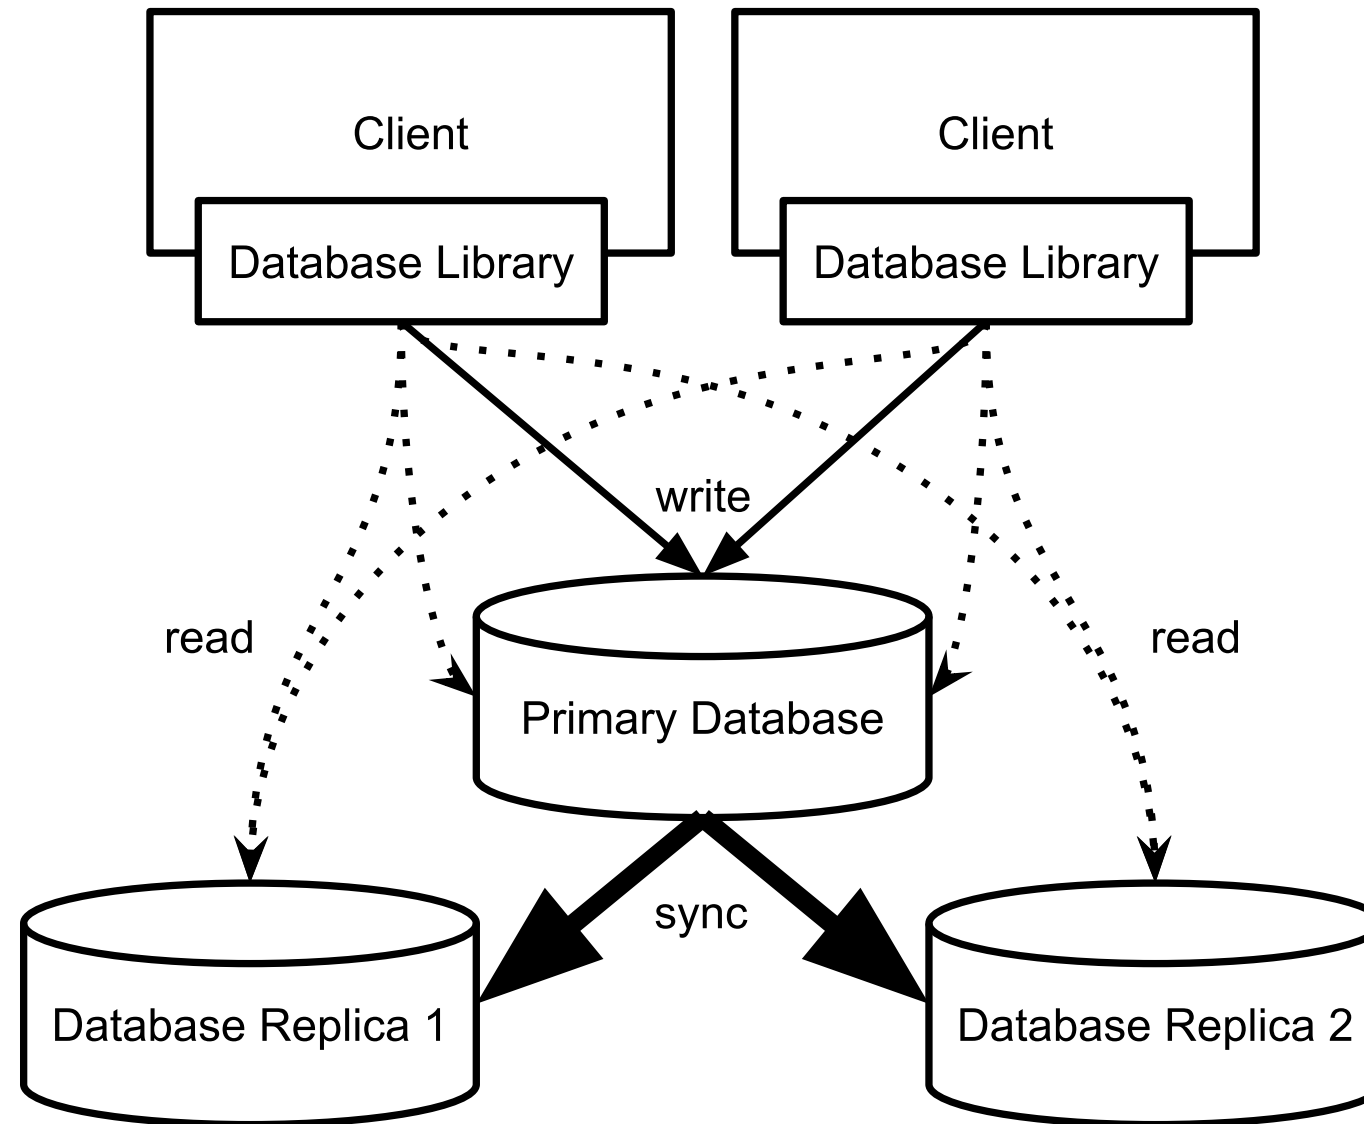 Client
Client
Database Library
Database Library
write
read
read
Primary Database
sync
Database Replica 1
Database Replica 2